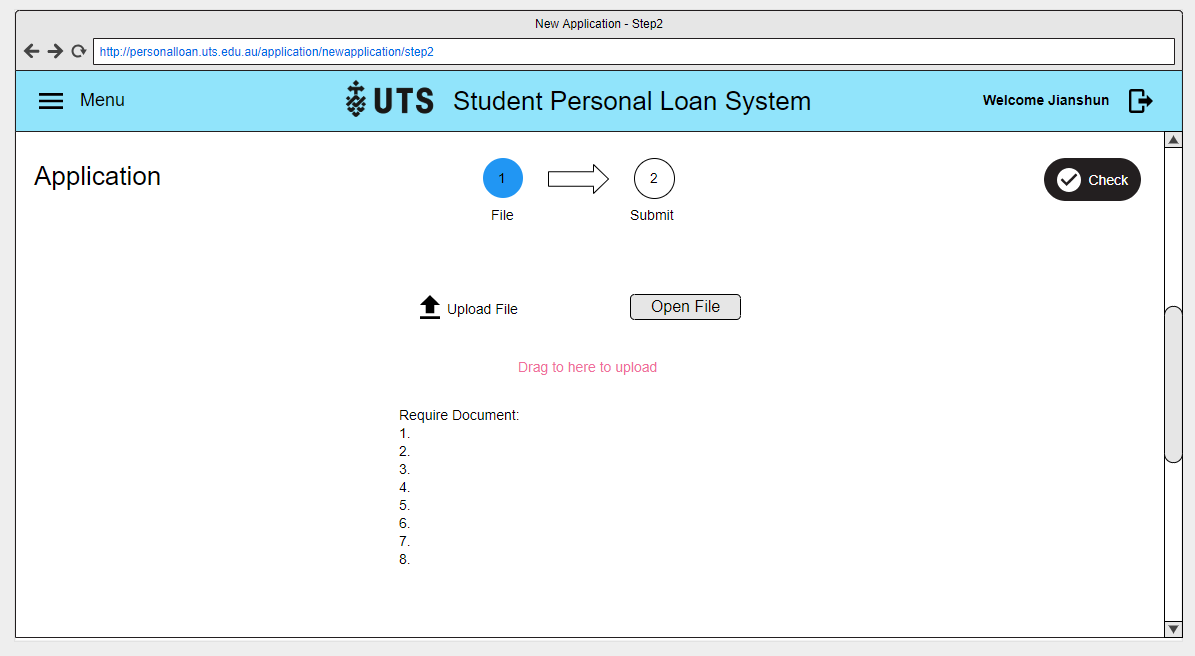 New Application - Step2
http://personalloan.uts.edu.au/application/newapplication/step2
Menu
UTS
Student Personal Loan System
Welcome Jianshun
Application
1
2
Check
File
Submit
Upload File
Open File
Drag to here to upload
Require Document:
1.
2.
3.
4.
5.
6.
7.
8.